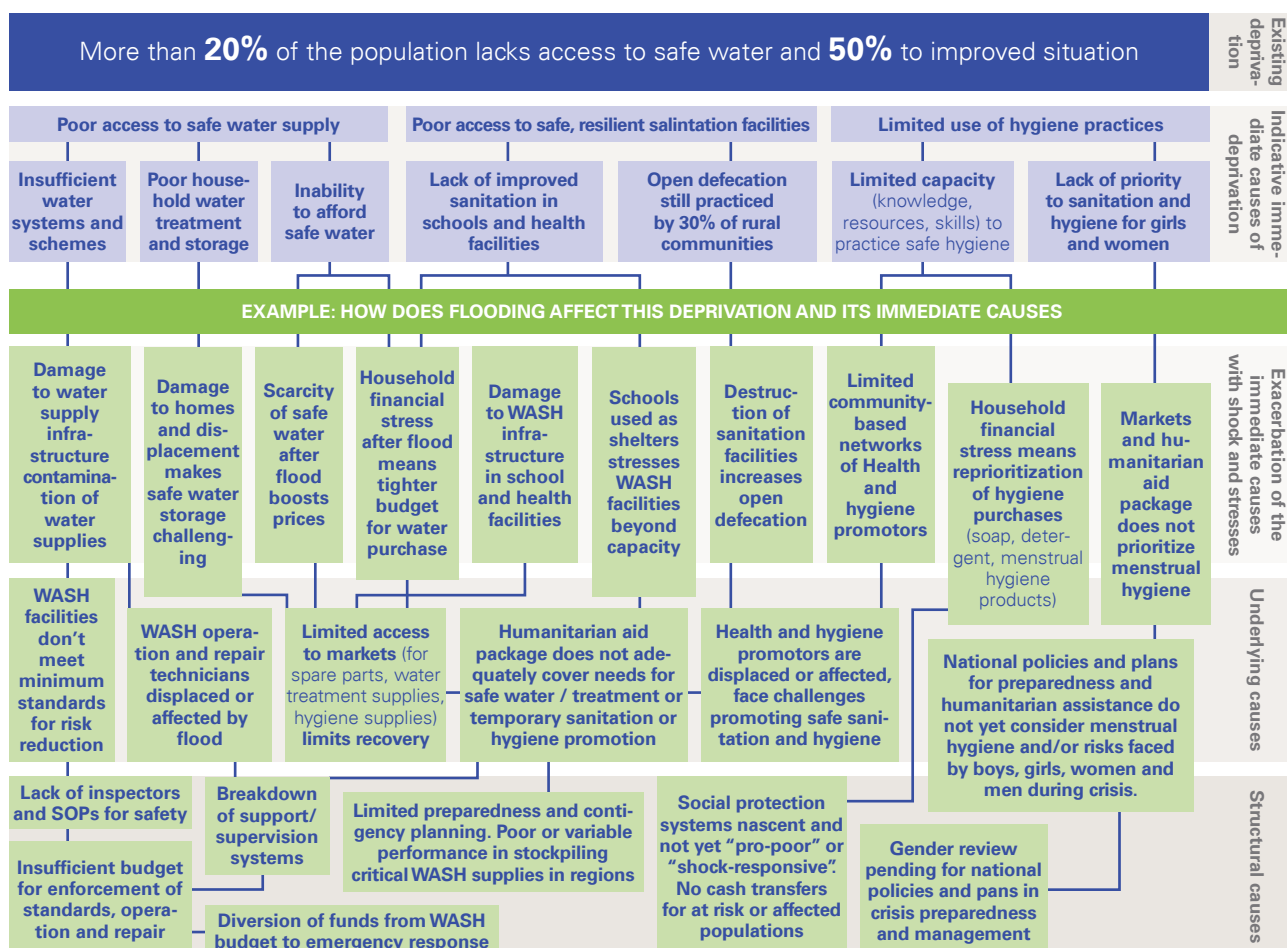 More than 20% of the population lacks access to safe water and 50% to improved situation
Existing
depriva-
tion
Poor access to safe water supply
Poor access to safe, resilient salintation facilities
Limited use of hygiene practices
Indicative imme-
diate causes of
deprivation
Insufficient
water
systems and
schemes
Poor house-
hold water
treatment
and storage
Inability
to afford
safe water
Lack of improved
sanitation in
schools and health
facilities
Open defecation
still practiced
by 30% of rural
communities
Limited capacity
(knowledge,
resources, skills) to
practice safe hygiene
Lack of priority
to sanitation and
hygiene for girls
and women
EXAMPLE: HOW DOES FLOODING AFFECT THIS DEPRIVATION AND ITS IMMEDIATE CAUSES
Damage
to water
supply
infra-
structure
contamina-
tion of
water
supplies
Damage
to homes
and dis-
placement
makes
safe water
storage
challeng-
ing
Scarcity
of safe
water
after
flood
boosts
prices
Household
financial
stress
after flood
means
tighter
budget
for water
purchase
Damage
to WASH
infra-
structure
in school
and health
facilities
Schools
used as
shelters
stresses
WASH
facilities
beyond
capacity
Destruc-
tion of
sanitation
facilities
increases
open
defecation
Limited
community-
based
networks
of Health
and
hygiene
promotors
Household
financial
stress means
reprioritization
of hygiene
purchases
(soap, deter-
gent, menstrual
hygiene
products)
Markets
and hu-
manitarian
aid
package
does not
prioritize
menstrual
hygiene
Exacerbation of the
immediate causes
with shock and stresses
WASH
facilities
don't
meet
minimum
standards
for risk
reduction
WASH opera-
tion and repair
technicians
displaced or
affected by
flood
Limited access
to markets (for
spare parts, water
treatment supplies,
hygiene supplies)
limits recovery
Humanitarian aid
package does not ade-
quately cover needs for
safe water / treatment or
temporary sanitation or
hygiene promotion
Health and hygiene
promotors are
displaced or affected,
face challenges
promoting safe sani-
tation and hygiene
National policies and plans
for preparedness and
humanitarian assistance do
not yet consider menstrual
hygiene and/or risks faced
by boys, girls, women and
men during crisis.
Underlying causes
Lack of inspectors
and SOPs for safety
Breakdown
of support/
supervision
systems
Limited preparedness and conti-
gency planning. Poor or variable
performance in stockpiling
critical WASH supplies in regions
Social protection
systems nascent and
not yet "pro-poor" or
"shock-responsive".
No cash transfers
for at risk or affected
populations
Gender review
pending for national
policies and pans in
crisis preparedness
and management
Insufficient budget
for enforcement of
standards, opera-
tion and repair
Diversion of funds from WASH
budget to emergency response
Structural causes